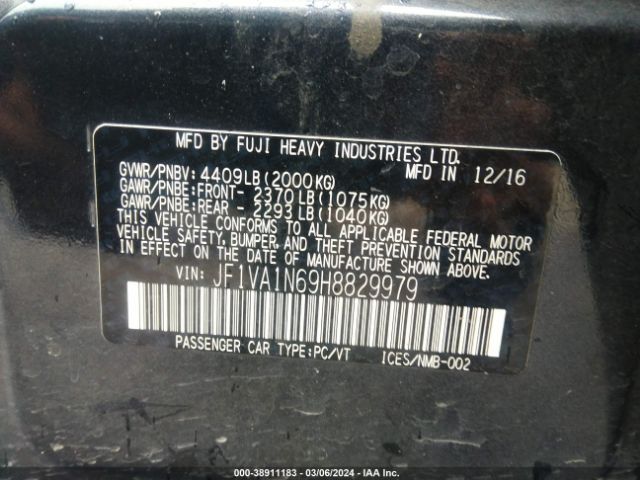 MFD BY FUJI HEAVY INDUSTRIES LTD.
GVWR/PNBV: 4409LB(2000KG) MFD IN 12/16
GAWR/PNBE:FRONT- 2370LB(1075KG)
GAWR/PNBE:REAR - 2293LB(1040KG)
THIS VEHICLE CONFORMS TO ALL APPLICABLE FEDERAL MOTOR
VEHICLE SAFETY, BUMPER, AND THEFT PREVENTION STANDARDS
IN EFFECT ON THE DATE OF MANUFACTURE SHOWN ABOVE.
VIN: JF1VA1N69H8829979
PASSENGER CAR TYPE:PC/VT ICES/NMB-002
000-38911183 - 03/06/2024 - IAA Inc.